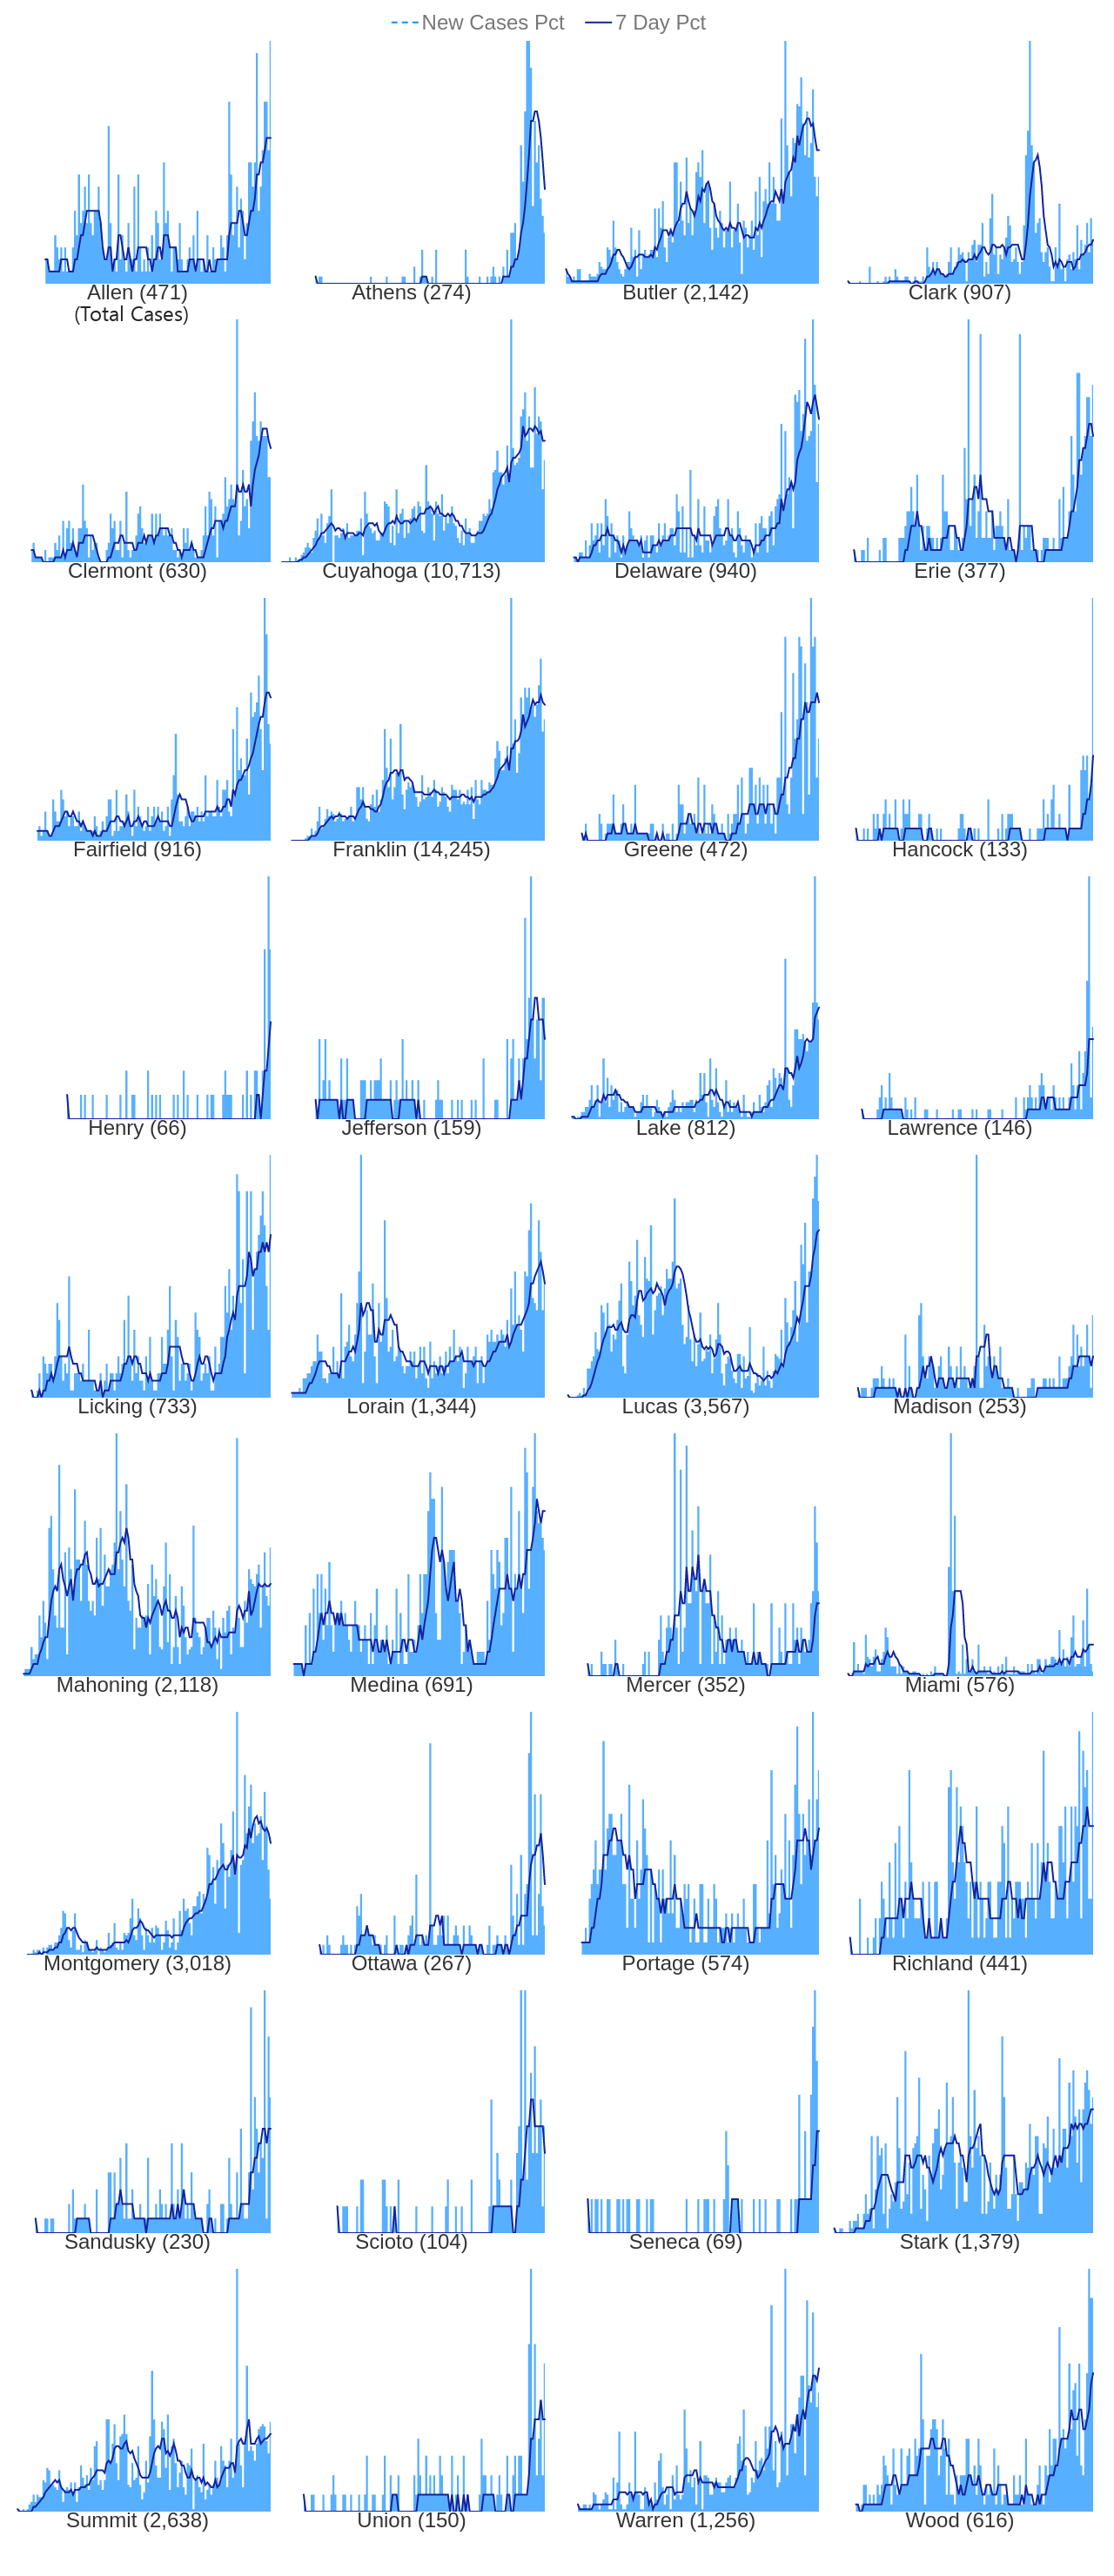 New Cases Pct 7 Day Pct
Allen (471) Athens (274) Butler (2,142) Clark (907)
(Total Cases)
Clermont (630) Cuyahoga (10,713) Delaware (940) Erie (377)
Fairfield (916) Franklin (14,245) Greene (472) Hancock (133)
Henry (66) Jefferson (159) Lake (812) Lawrence (146)
Licking (733) Lorain (1,344) Lucas (3,567) Madison (253)
Mahoning (2,118) Medina (691) Mercer (352) Miami (576)
Montgomery (3,018) Ottawa (267) Portage (574) Richland (441)
Sandusky (230) Scioto (104) Seneca (69) Stark (1,379)
Summit (2,638) Union (150) Warren (1,256) Wood (616)